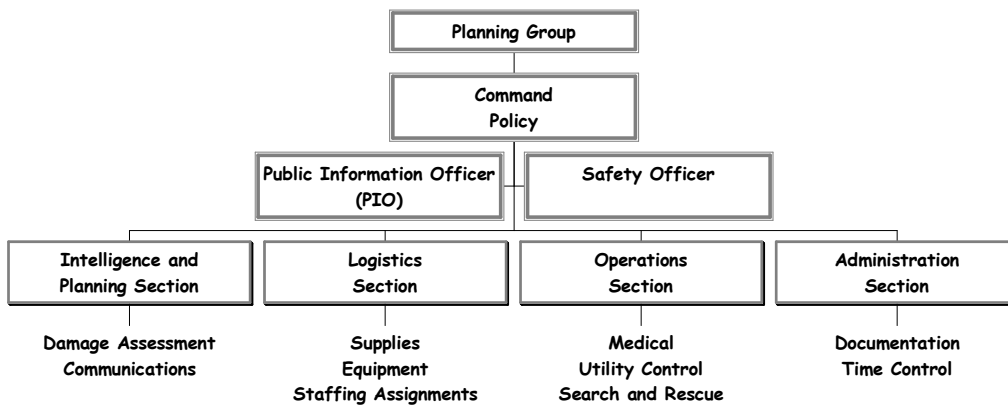 Planning Group
Command
Policy
Public Information Officer
(PIO)
Safety Officer
Intelligence and
Planning Section
Logistics
Section
Operations
Section
Administration
Section
Damage Assessment
Communications
Supplies
Equipment
Staffing Assignments
Medical
Utility Control
Search and Rescue
Documentation
Time Control